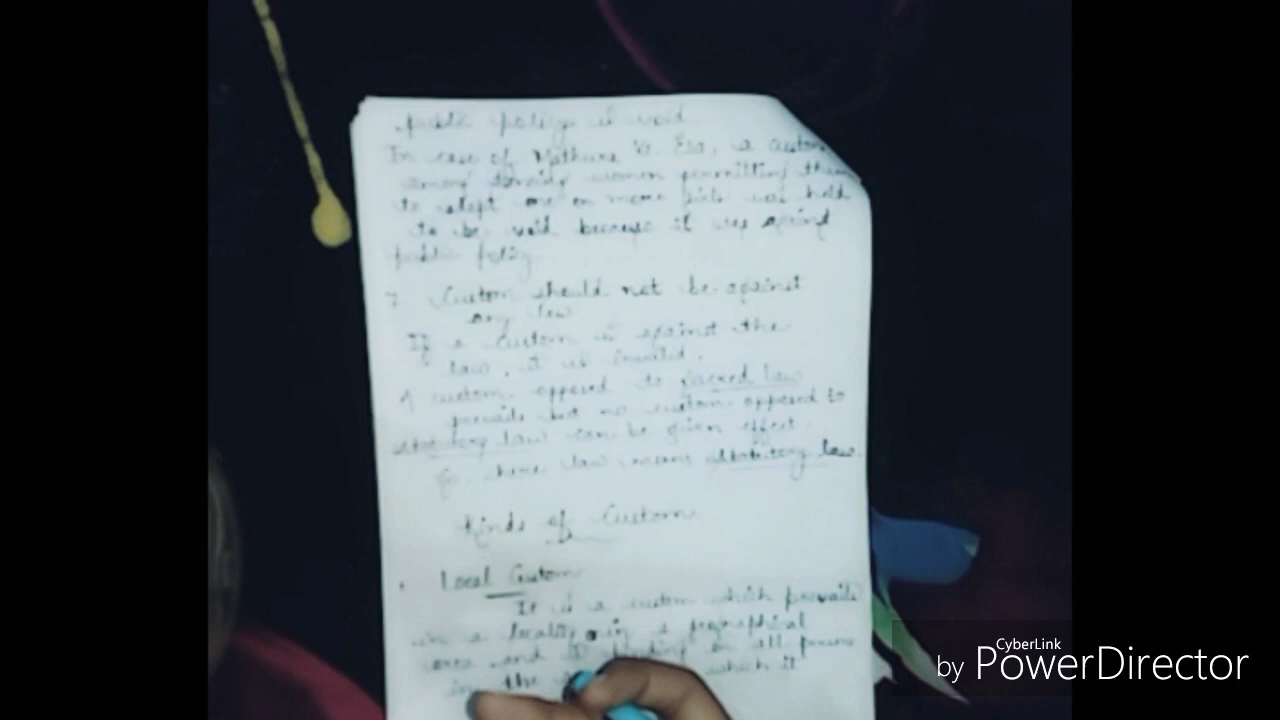 public policy is void
In case of Mathura Vs Esa, a custom
among dancing women permitting them
to adopt one or more girls was held
to be void because it was against
public policy
7. Custom should not be against
any law
If a custom is against the
law, it is invalid.
A custom opposed to sacred law
prevails but no custom opposed to
statutory law can be given effect.
So, here law means statutory law
Kinds of Custom
Local Custom
It is a custom which prevails
in a locality or in a geographical
area and binding on all persons
in the which it
CyberLink
by PowerDirector